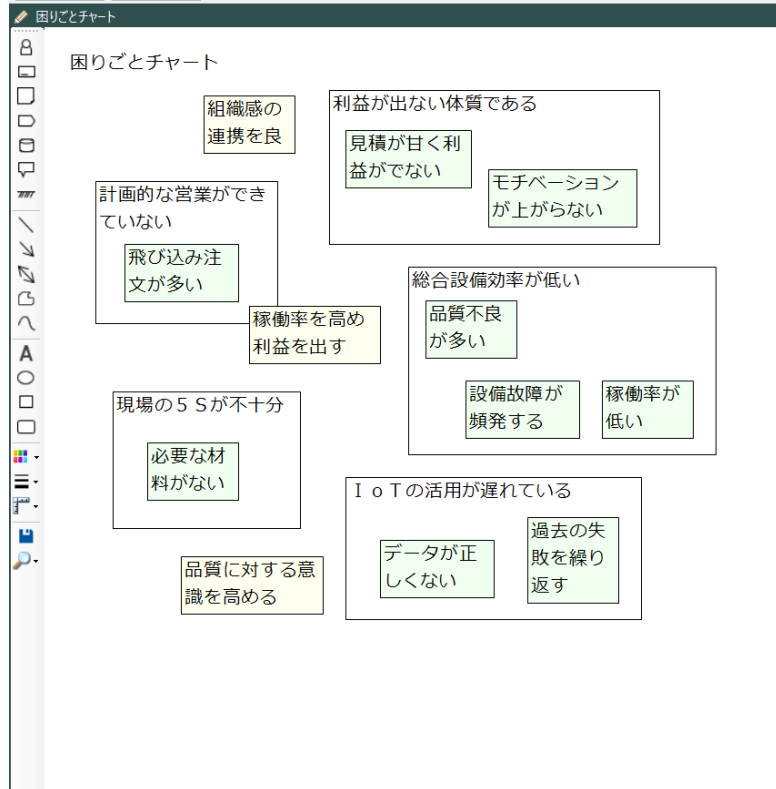 困りごとチャート
困りごとチャート
組織感の
連携を良
利益が出ない体質である
見積が甘く利
益がでない
モチベーション
が上がらない
計画的な営業ができ
ていない
飛び込み注
文が多い
稼働率を高め
利益を出す
総合設備効率が低い
品質不良
が多い
設備故障が
頻発する
稼働率が
低い
現場の５Ｓが不十分
必要な材
料がない
ＩｏＴの活用が遅れている
データが正
しくない
過去の失
敗を繰り
返す
品質に対する意
識を高める
A